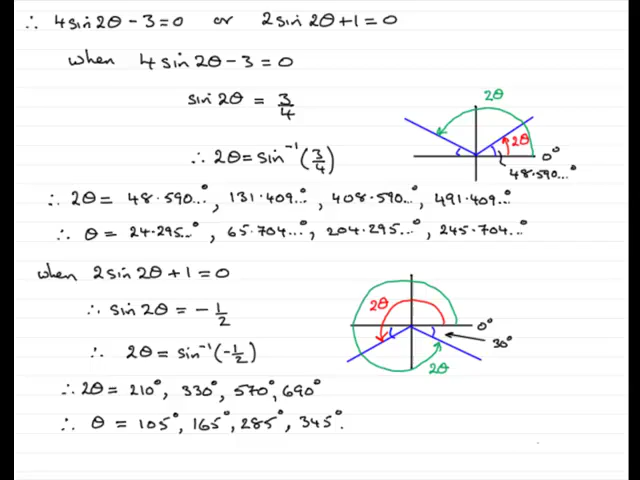 ∴ 4sin2θ − 3 = 0 or 2sin2θ + 1 = 0
when 4sin2θ − 3 = 0
sin2θ = 3/4
∴ 2θ = sin⁻¹(3/4)
2θ
2θ
0°
48.590...°
∴ 2θ = 48.590...°, 131.409...°, 408.590...°, 491.409...°
∴ θ = 24.295...°, 65.704...°, 204.295...°, 245.704...°
when 2sin2θ + 1 = 0
∴ sin2θ = −1/2
∴ 2θ = sin⁻¹(−1/2)
2θ
0°
30°
2θ
∴ 2θ = 210°, 330°, 570°, 690°
∴ θ = 105°, 165°, 285°, 345°.